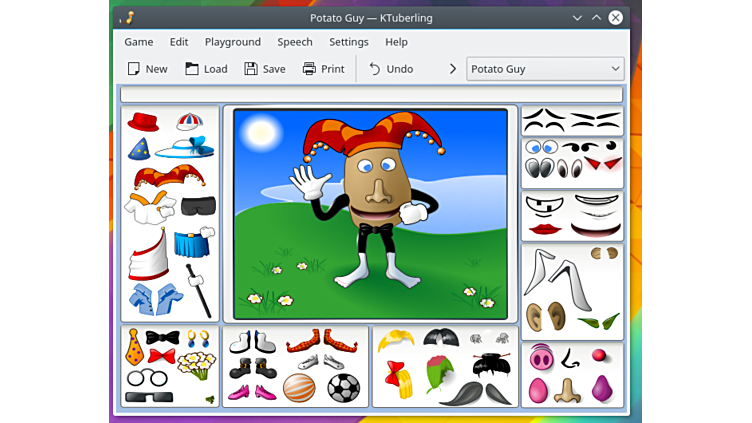 Potato Guy — KTuberling
Game Edit Playground Speech Settings Help
New Load Save Print Undo Potato Guy